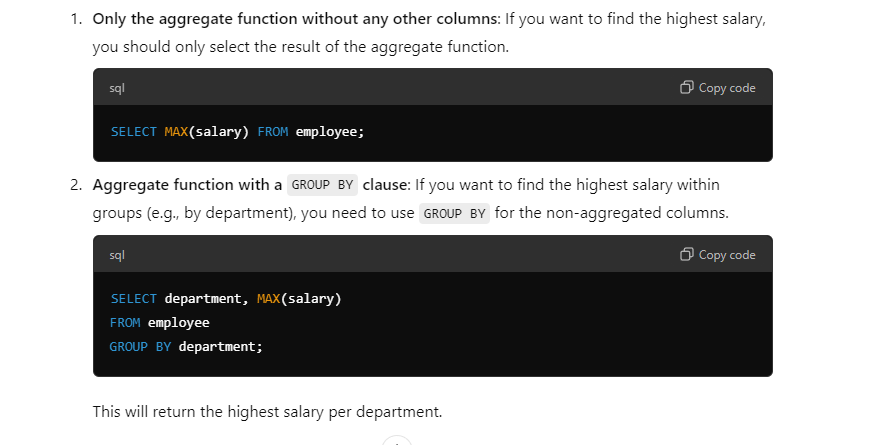 1. Only the aggregate function without any other columns: If you want to find the highest salary,
you should only select the result of the aggregate function.
sql Copy code
SELECT MAX(salary) FROM employee;
2. Aggregate function with a GROUP BY clause: If you want to find the highest salary within
groups (e.g., by department), you need to use GROUP BY for the non-aggregated columns.
sql Copy code
SELECT department, MAX(salary)
FROM employee
GROUP BY department;
This will return the highest salary per department.